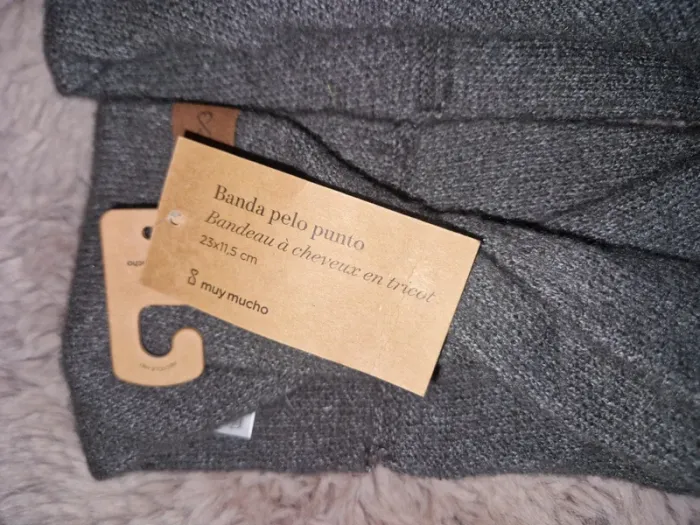 Banda pelo punto
Bandeau à cheveux en tricot
23x11,5 cm
muy mucho